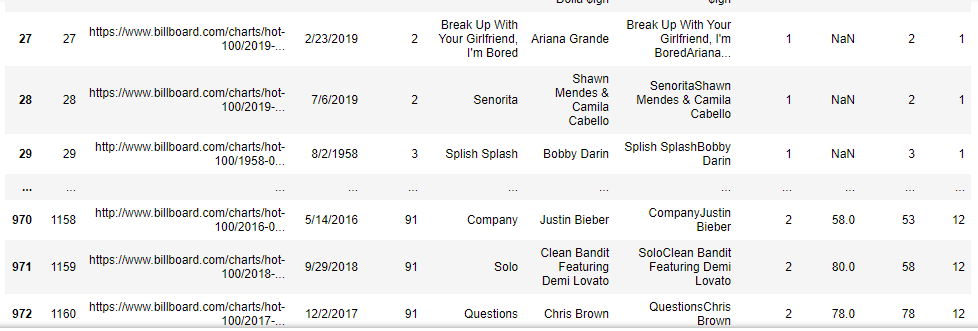 Dolla $ign $ign
27 27 https://www.billboard.com/charts/hot-100/2019-... 2/23/2019 2 Break Up With Your Girlfriend, I'm Bored Ariana Grande Break Up With Your Girlfriend, I'm BoredAriana... 1 NaN 2 1
28 28 https://www.billboard.com/charts/hot-100/2019-... 7/6/2019 2 Senorita Shawn Mendes & Camila Cabello SenoritaShawn Mendes & Camila Cabello 1 NaN 2 1
29 29 http://www.billboard.com/charts/hot-100/1958-0... 8/2/1958 3 Splish Splash Bobby Darin Splish SplashBobby Darin 1 NaN 3 1
... ... ... ... ... ... ... ... ... ... ... ...
970 1158 http://www.billboard.com/charts/hot-100/2016-0... 5/14/2016 91 Company Justin Bieber CompanyJustin Bieber 2 58.0 53 12
971 1159 http://www.billboard.com/charts/hot-100/2018-... 9/29/2018 91 Solo Clean Bandit Featuring Demi Lovato SoloClean Bandit Featuring Demi Lovato 2 80.0 58 12
972 1160 http://www.billboard.com/charts/hot-100/2017-... 12/2/2017 91 Questions Chris Brown QuestionsChris Brown 2 78.0 78 12